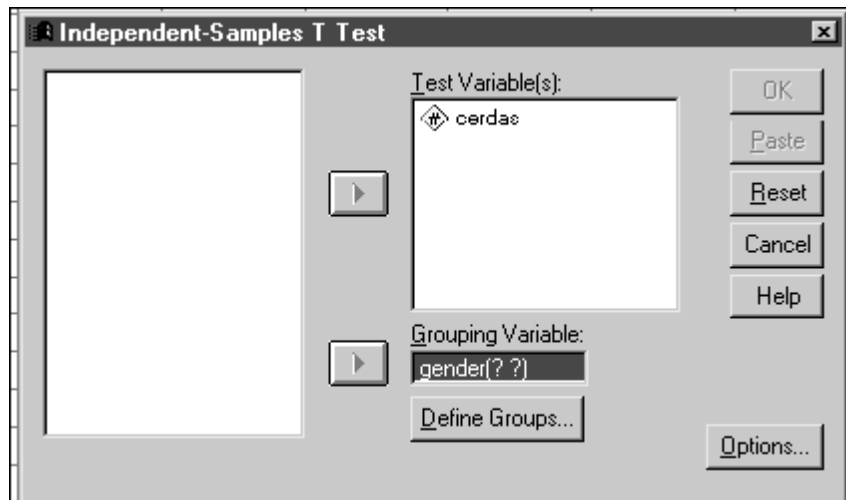 Independent-Samples T Test
Test Variable(s):
cerdas
OK
Paste
Reset
Cancel
Help
Grouping Variable:
gender(? ?)
Define Groups...
Options...